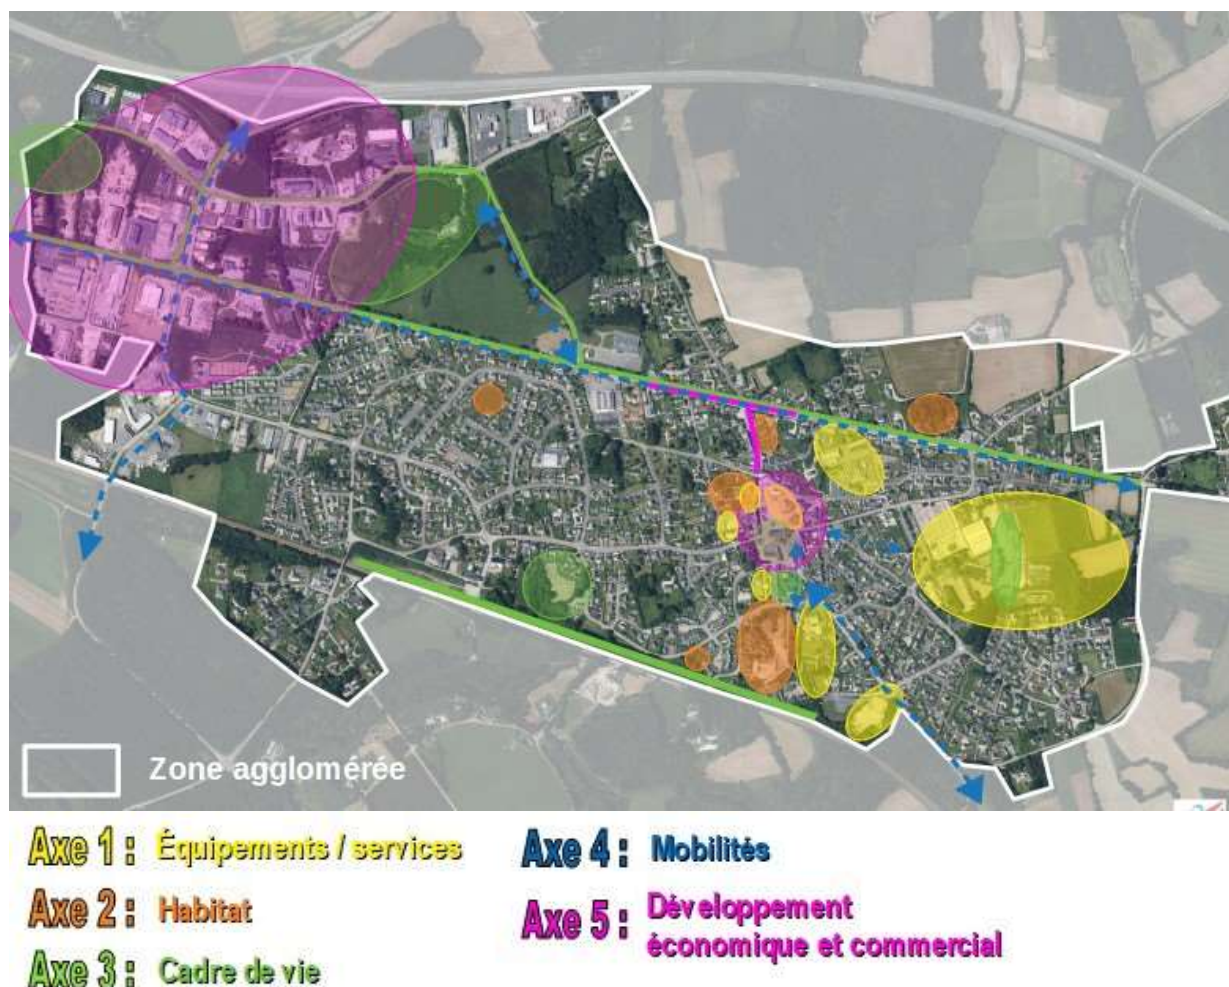 Zone agglomérée
Axe 1 : Équipements / services
Axe 2 : Habitat
Axe 3 : Cadre de vie
Axe 4 : Mobilités
Axe 5 : Développement
économique et commercial